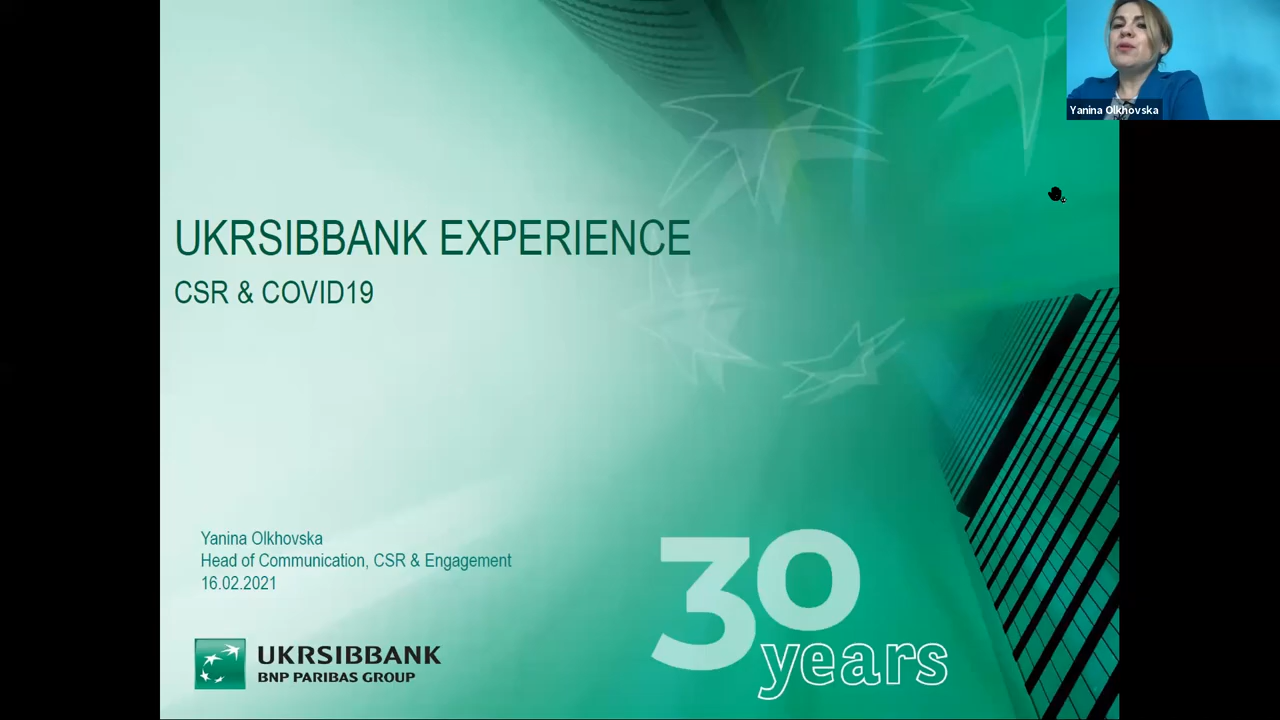 Yanina Olkhovska
UKRSIBBANK EXPERIENCE
CSR & COVID19
Yanina Olkhovska
Head of Communication, CSR & Engagement
16.02.2021
30
years
UKRSIBBANK
BNP PARIBAS GROUP